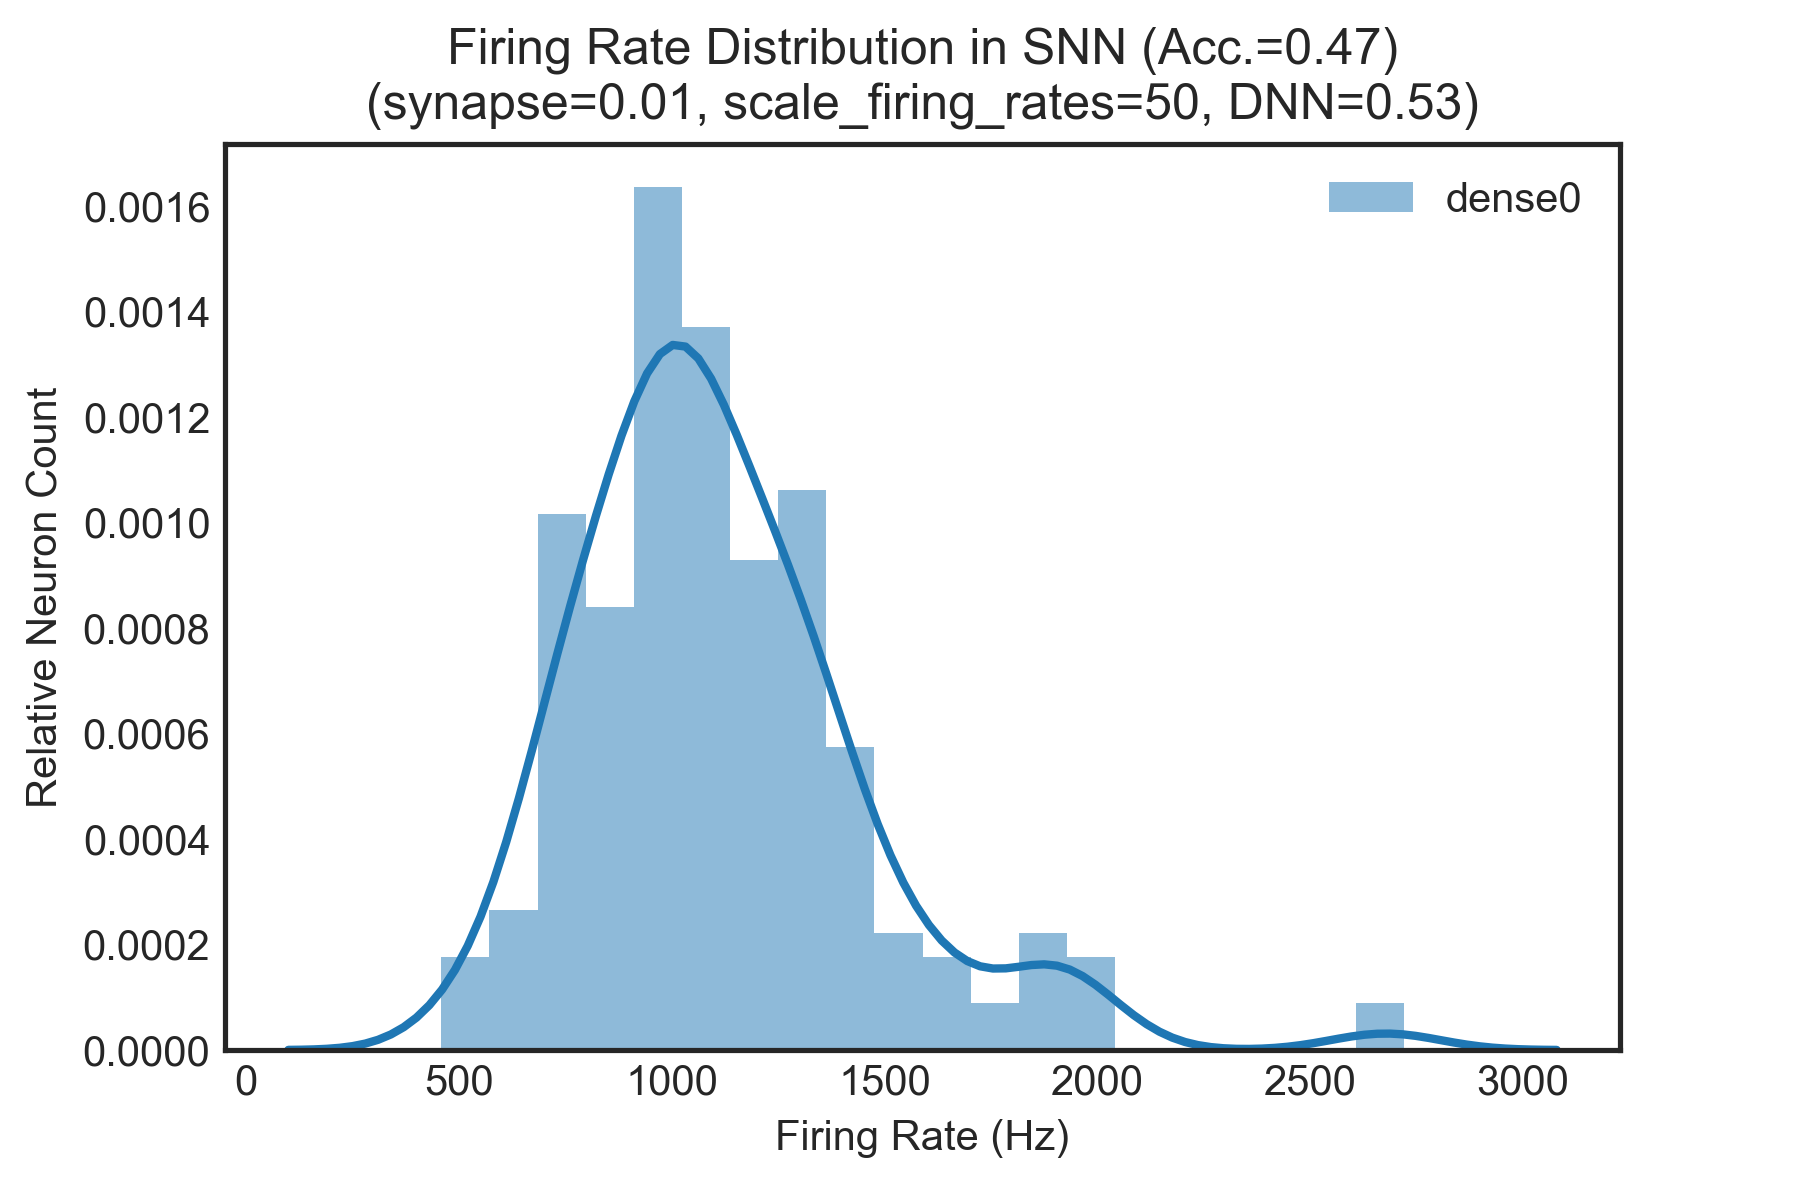 Firing Rate Distribution in SNN (Acc.=0.47)
(synapse=0.01, scale_firing_rates=50, DNN=0.53)
dense0
Relative Neuron Count
0.0016
0.0014
0.0012
0.0010
0.0008
0.0006
0.0004
0.0002
0.0000
0 500 1000 1500 2000 2500 3000
Firing Rate (Hz)